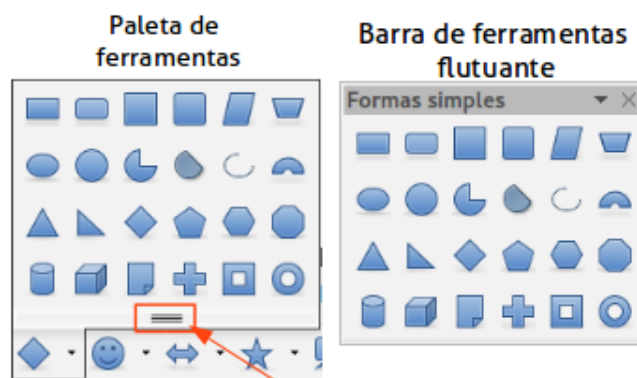 Paleta de
ferramentas
Barra de ferramentas
flutuante
Formas simples